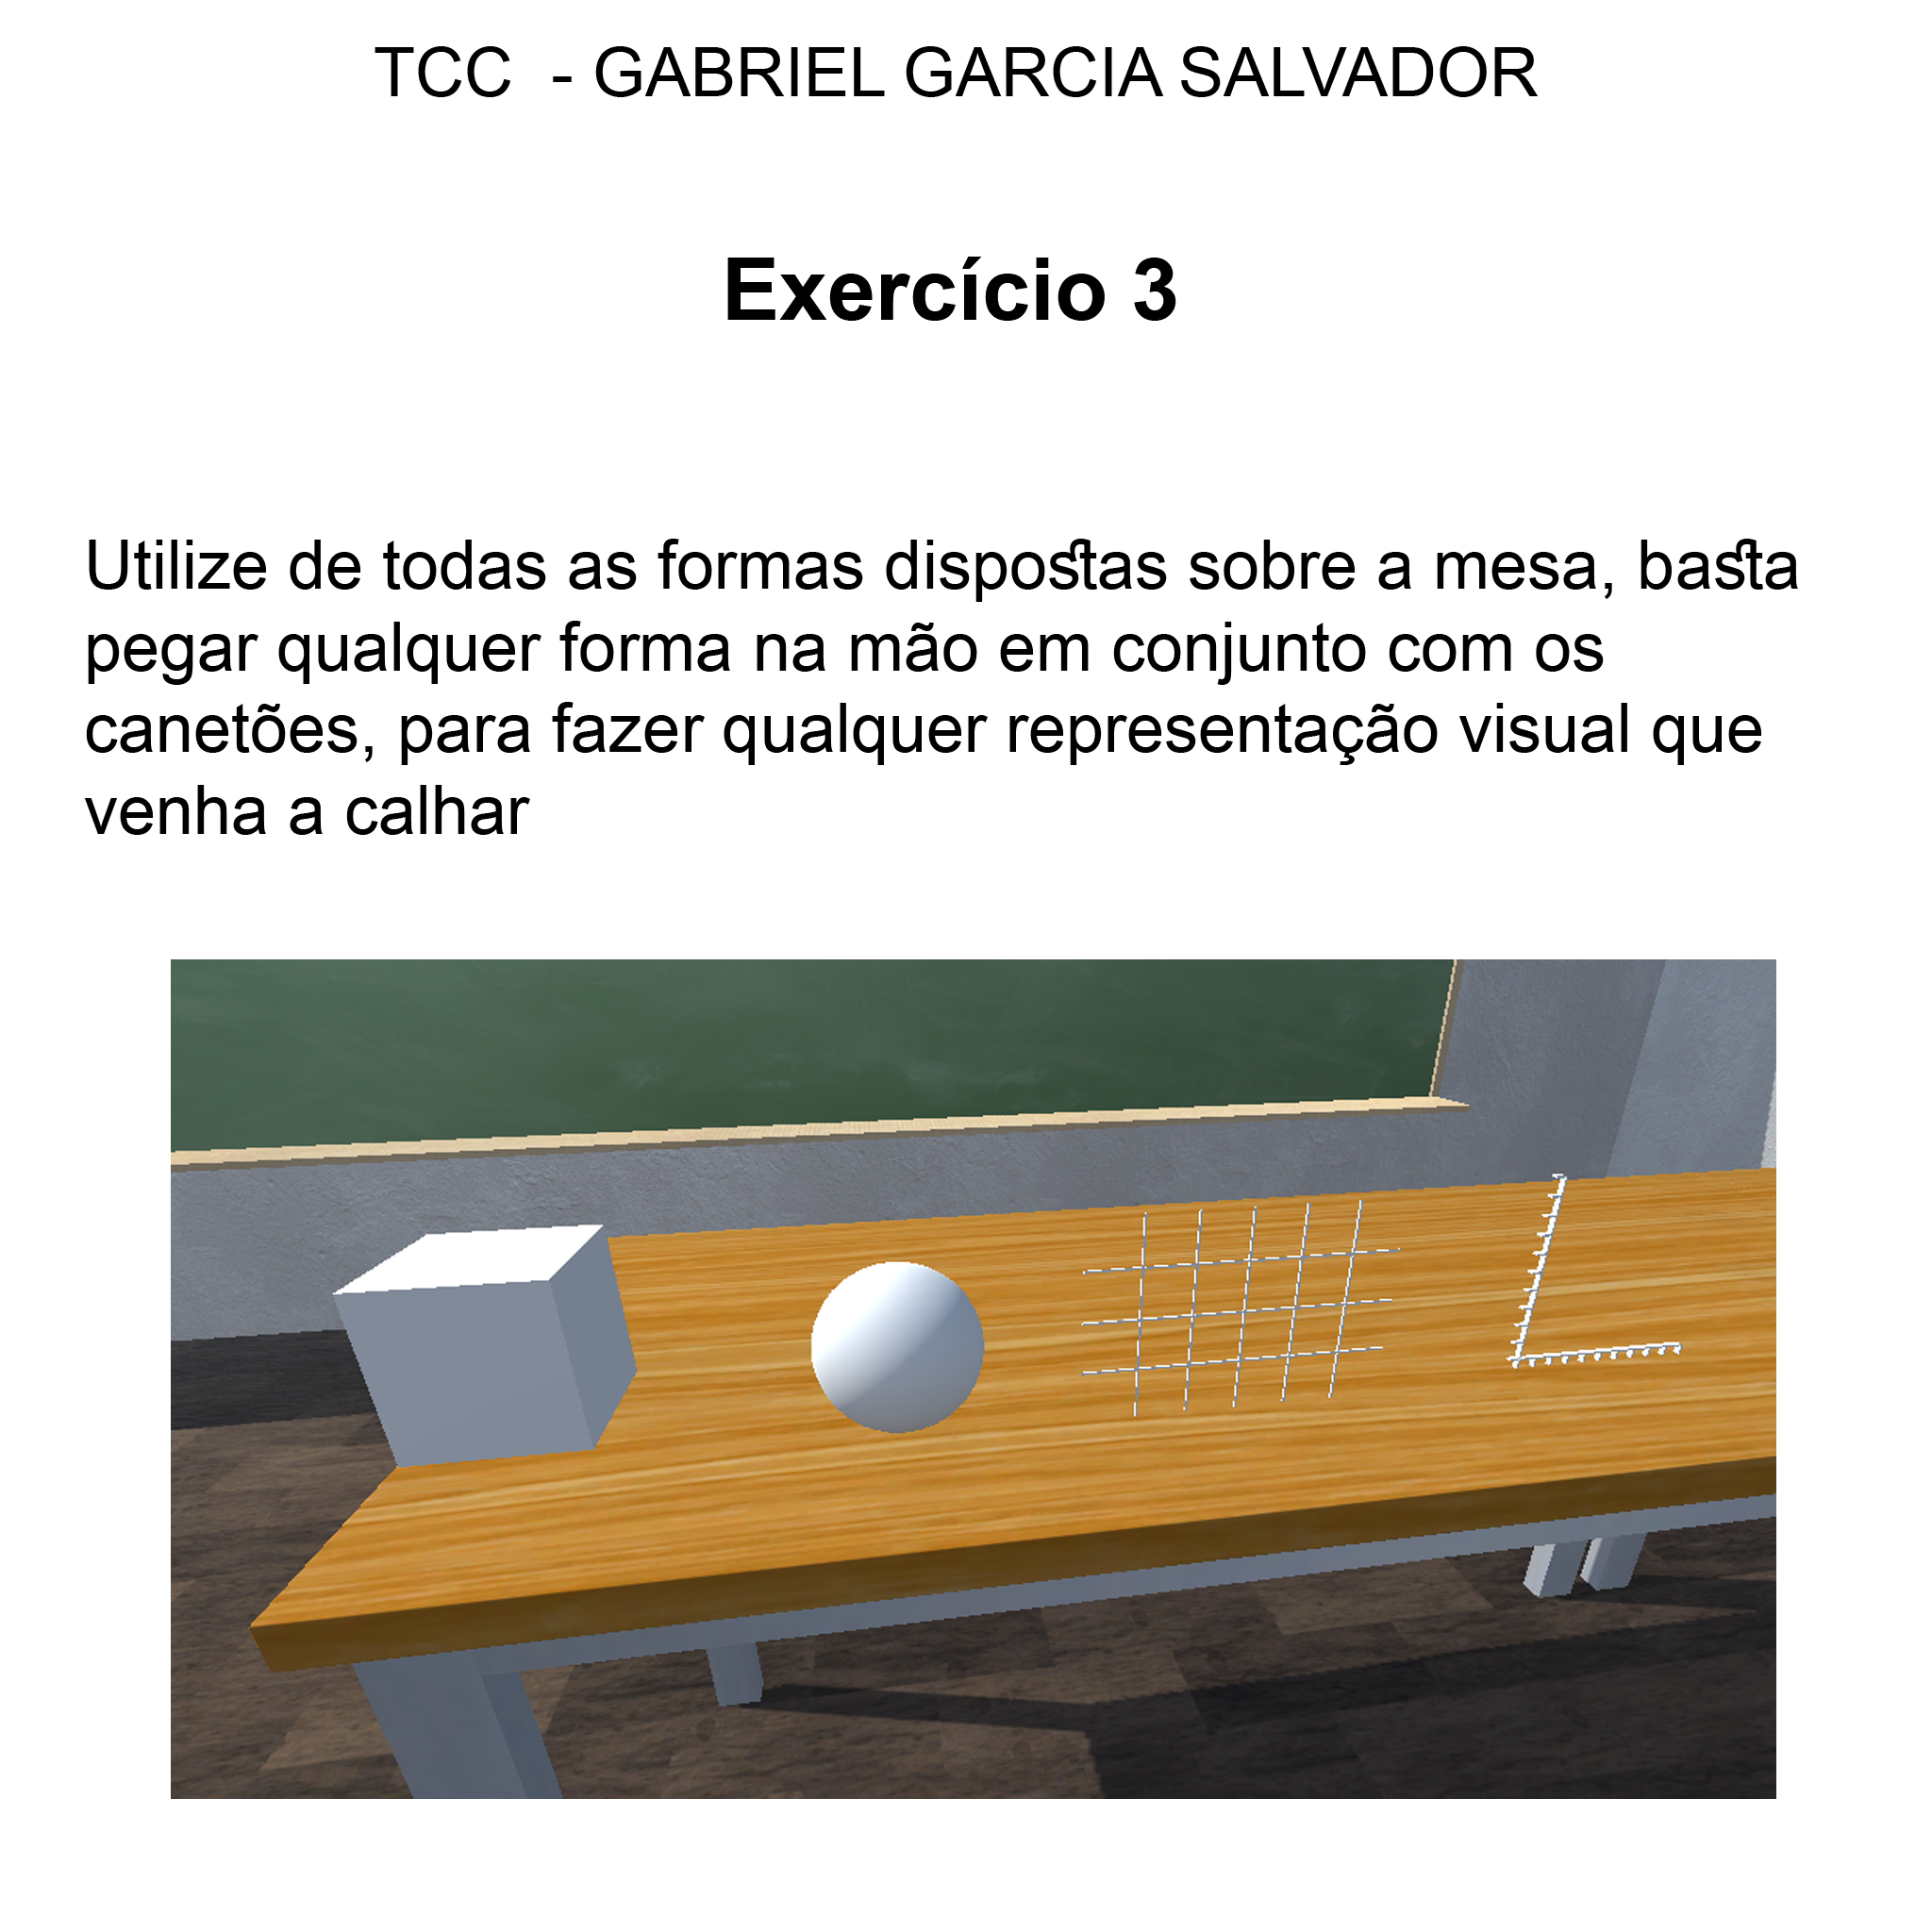 TCC  - GABRIEL GARCIA SALVADOR
Exercício 3
Utilize de todas as formas dispostas sobre a mesa, basta
pegar qualquer forma na mão em conjunto com os
canetões, para fazer qualquer representação visual que
venha a calhar